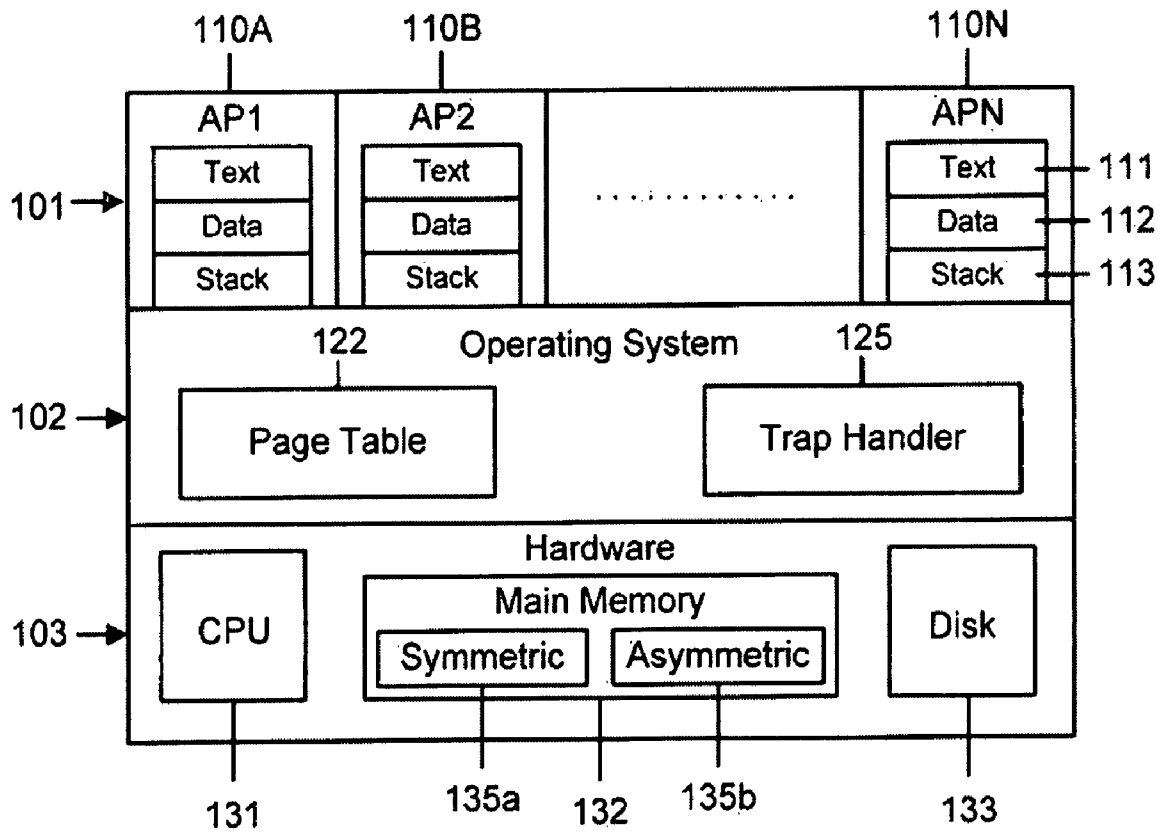 110A 110B 110N
AP1 AP2 APN
Text Text ........... Text 111
101 Data Data Data 112
Stack Stack Stack 113
122 Operating System 125
102 Page Table Trap Handler
Hardware
Main Memory
103 CPU Symmetric Asymmetric Disk
131 135a 132 135b 133